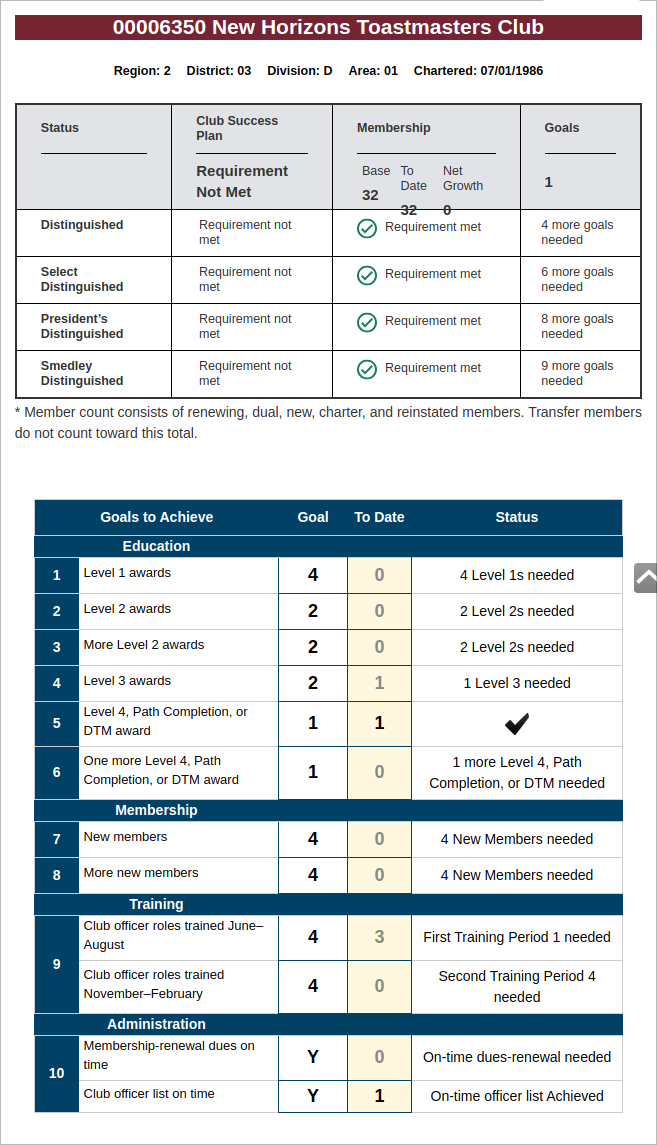 00006350 New Horizons Toastmasters Club
Region: 2 District: 03 Division: D Area: 01 Chartered: 07/01/1986
Status
Club Success
Plan
Membership
Goals
Requirement
Not Met
Base
32
To
Date
32
Net
Growth
0
1
Distinguished
Requirement not
met
Requirement met
4 more goals
needed
Select
Distinguished
Requirement not
met
Requirement met
6 more goals
needed
President’s
Distinguished
Requirement not
met
Requirement met
8 more goals
needed
Smedley
Distinguished
Requirement not
met
Requirement met
9 more goals
needed
* Member count consists of renewing, dual, new, charter, and reinstated members. Transfer members
do not count toward this total.
Goals to Achieve Goal To Date Status
Education
1 Level 1 awards 4 0 4 Level 1s needed
2 Level 2 awards 2 0 2 Level 2s needed
3 More Level 2 awards 2 0 2 Level 2s needed
4 Level 3 awards 2 1 1 Level 3 needed
5
Level 4, Path Completion, or
DTM award
1 1
6
One more Level 4, Path
Completion, or DTM award
1 0
1 more Level 4, Path
Completion, or DTM needed
Membership
7 New members 4 0 4 New Members needed
8 More new members 4 0 4 New Members needed
Training
9
Club officer roles trained June–
August
4 3 First Training Period 1 needed
Club officer roles trained
November–February
4 0
Second Training Period 4
needed
Administration
10
Membership-renewal dues on
time
Y 0 On-time dues-renewal needed
Club officer list on time Y 1 On-time officer list Achieved